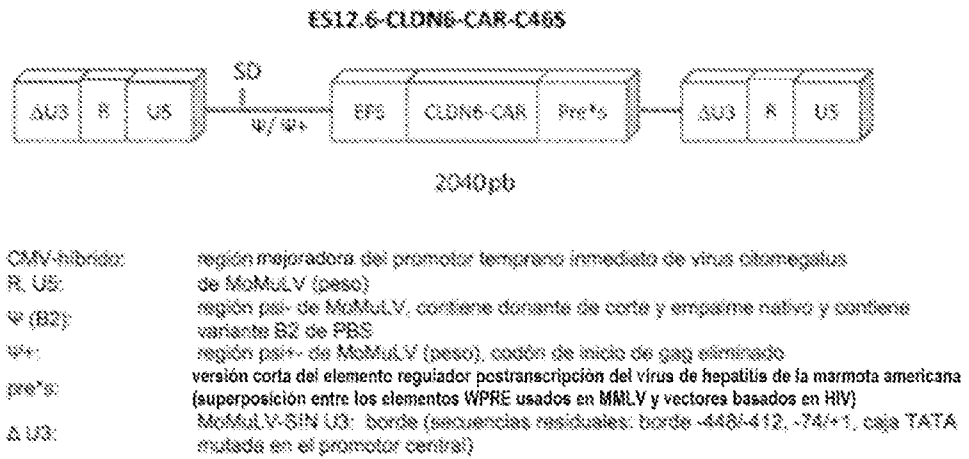 ES12.6-CLDN6-CAR-C46S
SD
ΔU3 R U5 EFS CLDN6-CAR Pre*s ΔU3 R U5
Ψ/ Ψ+
2040pb
CMV-híbrido: región mejoradora del promotor temprano inmediato de virus citomegalus
R, U5: de MoMuLV (peso)
Ψ (B2): región psi- de MoMuLV, contiene donante de corte y empalme nativo y contiene
variante B2 de PBS
Ψ+: región psi+- de MoMuLV (peso), codón de inicio de gag eliminado
pre*s: versión corta del elemento regulador postranscripción del virus de hepatitis de la marmota americana
(superposición entre los elementos WPRE usados en MMLV y vectores basados en HIV)
Δ U3: MoMuLV-SIN U3: borde (secuencias residuales: borde -448/-412, -74/+1, caja TATA
mutada en el promotor central)